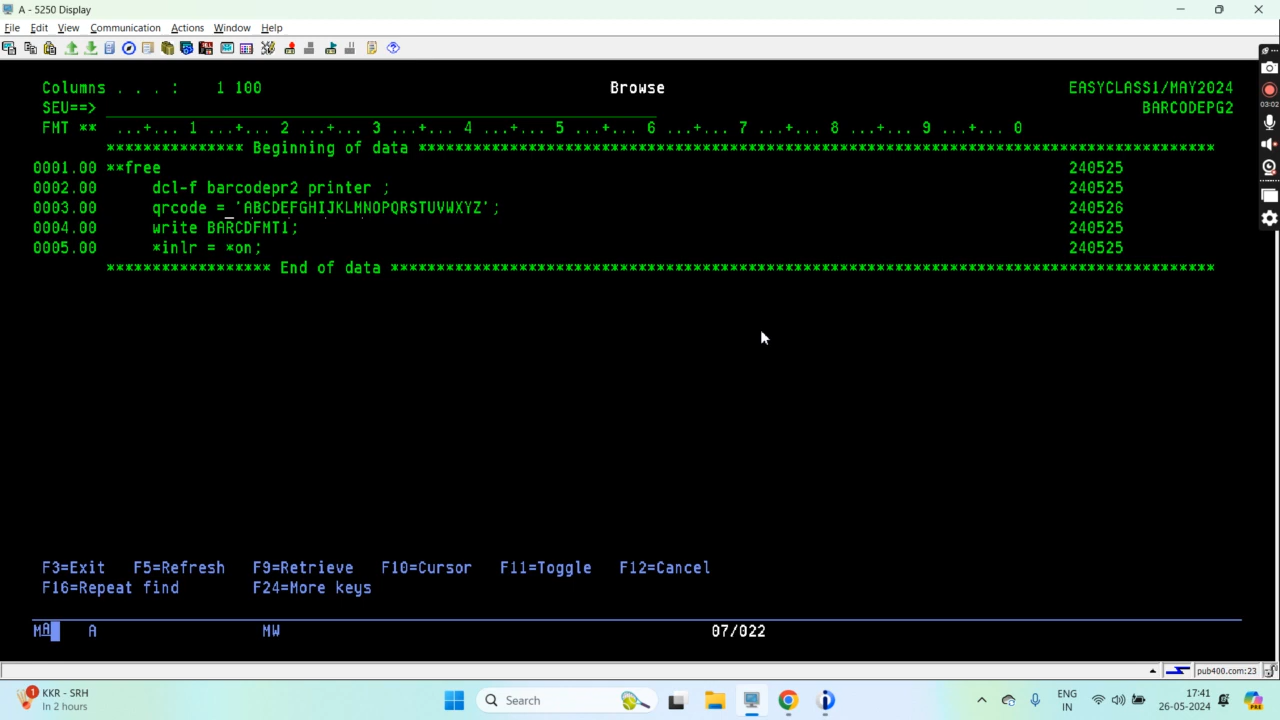 A - 5250 Display
File Edit View Communication Actions Window Help
Columns . . . : 1 100 Browse EASYCLASS1/MAY2024
SEU==> BARCODEPG2
FMT ** ...+... 1 ...+... 2 ...+... 3 ...+... 4 ...+... 5 ...+... 6 ...+... 7 ...+... 8 ...+... 9 ...+... 0
*************** Beginning of data ***************************************************************************************
0001.00 **free 240525
0002.00 dcl-f barcodepr2 printer ; 240525
0003.00 qrcode = 'ABCDEFGHIJKLMNOPQRSTUVWXYZ'; 240526
0004.00 write BARCDFMT1; 240525
0005.00 *inlr = *on; 240525
****************** End of data ******************************************************************************************
03:02
F3=Exit F5=Refresh F9=Retrieve F10=Cursor F11=Toggle F12=Cancel
F16=Repeat find F24=More keys
MA A MW 07/022
pub400.com:23
1 KKR - SRH
In 2 hours
Search
ENG
IN
17:41
26-05-2024
PRE